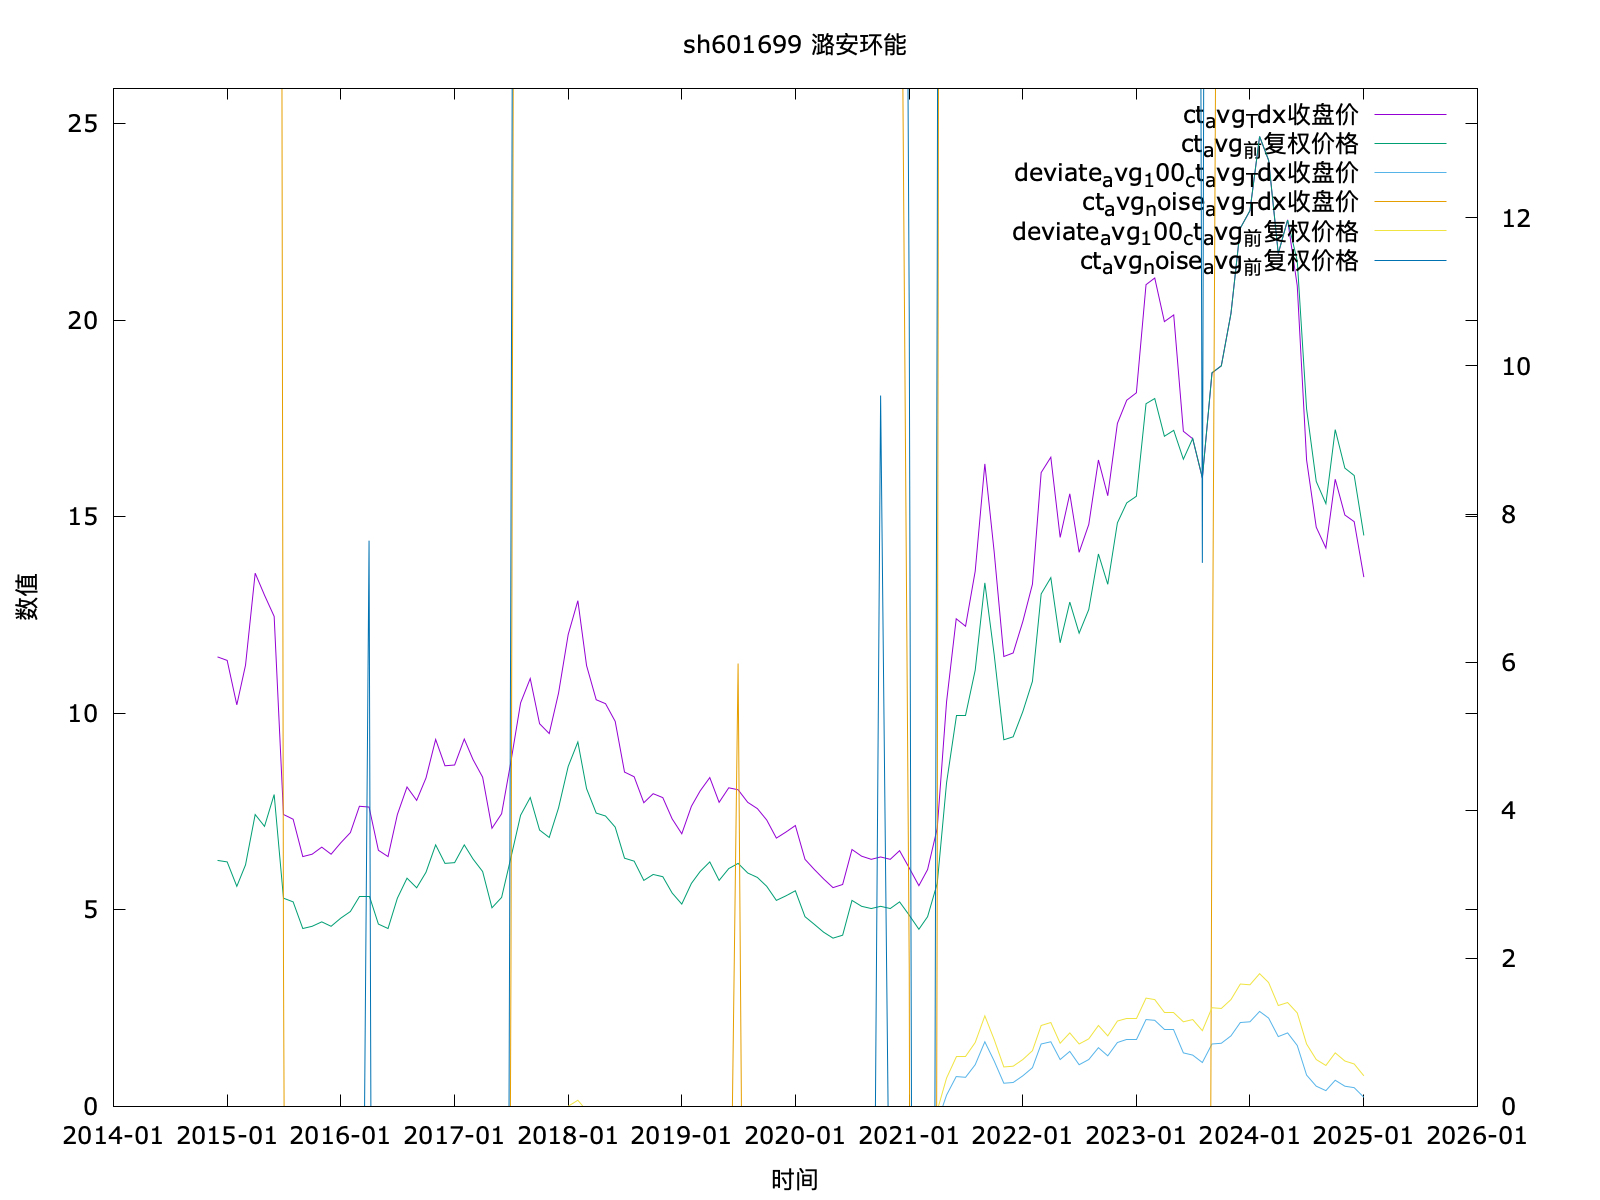 sh601699 潞安环能
ct_avg_Tdx收盘价
ct_avg_前复权价格
deviate_avg_100_ct_avg_Tdx收盘价
ct_avg_noise_avg_Tdx收盘价
deviate_avg_100_ct_avg_前复权价格
ct_avg_noise_avg_前复权价格
25
20
15
10
5
0
12
10
8
6
4
2
0
数值
2014-01 2015-01 2016-01 2017-01 2018-01 2019-01 2020-01 2021-01 2022-01 2023-01 2024-01 2025-01 2026-01
时间